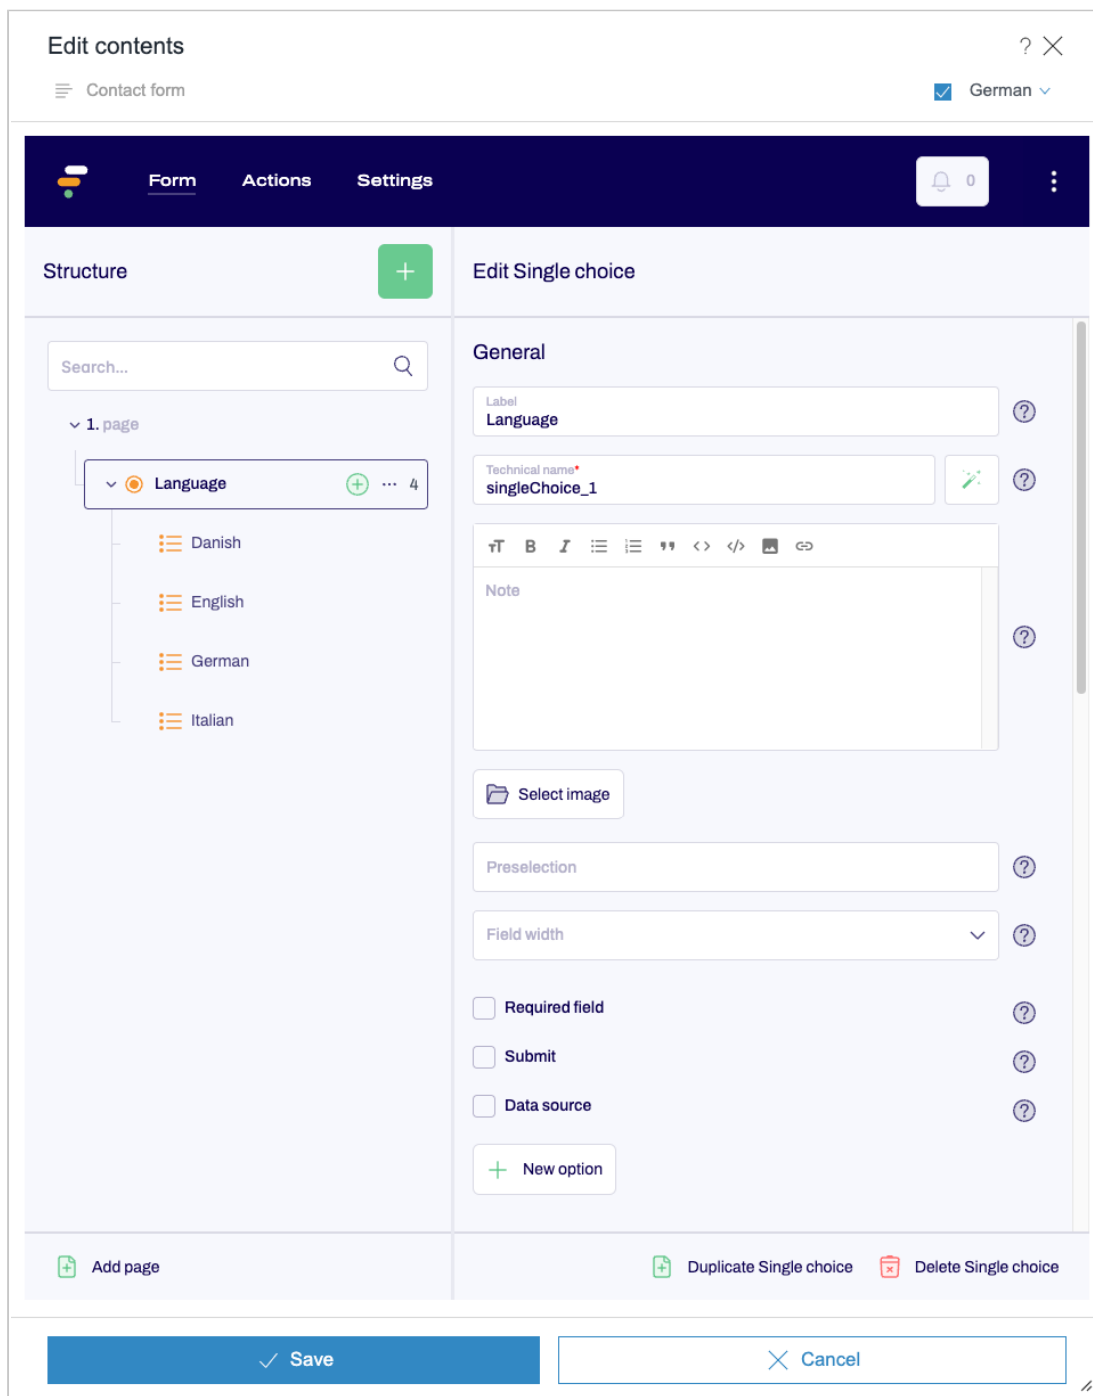 Edit contents
?
Contact form
German
Form
Actions
Settings
0
Structure
Edit Single choice
Search...
1. page
Language
4
Danish
English
German
Italian
General
Label
Language
?
Technical name*
singleChoice_1
?
Note
?
Select image
Preselection
?
Field width
?
Required field
?
Submit
?
Data source
?
New option
Add page
Duplicate Single choice
Delete Single choice
Save
Cancel